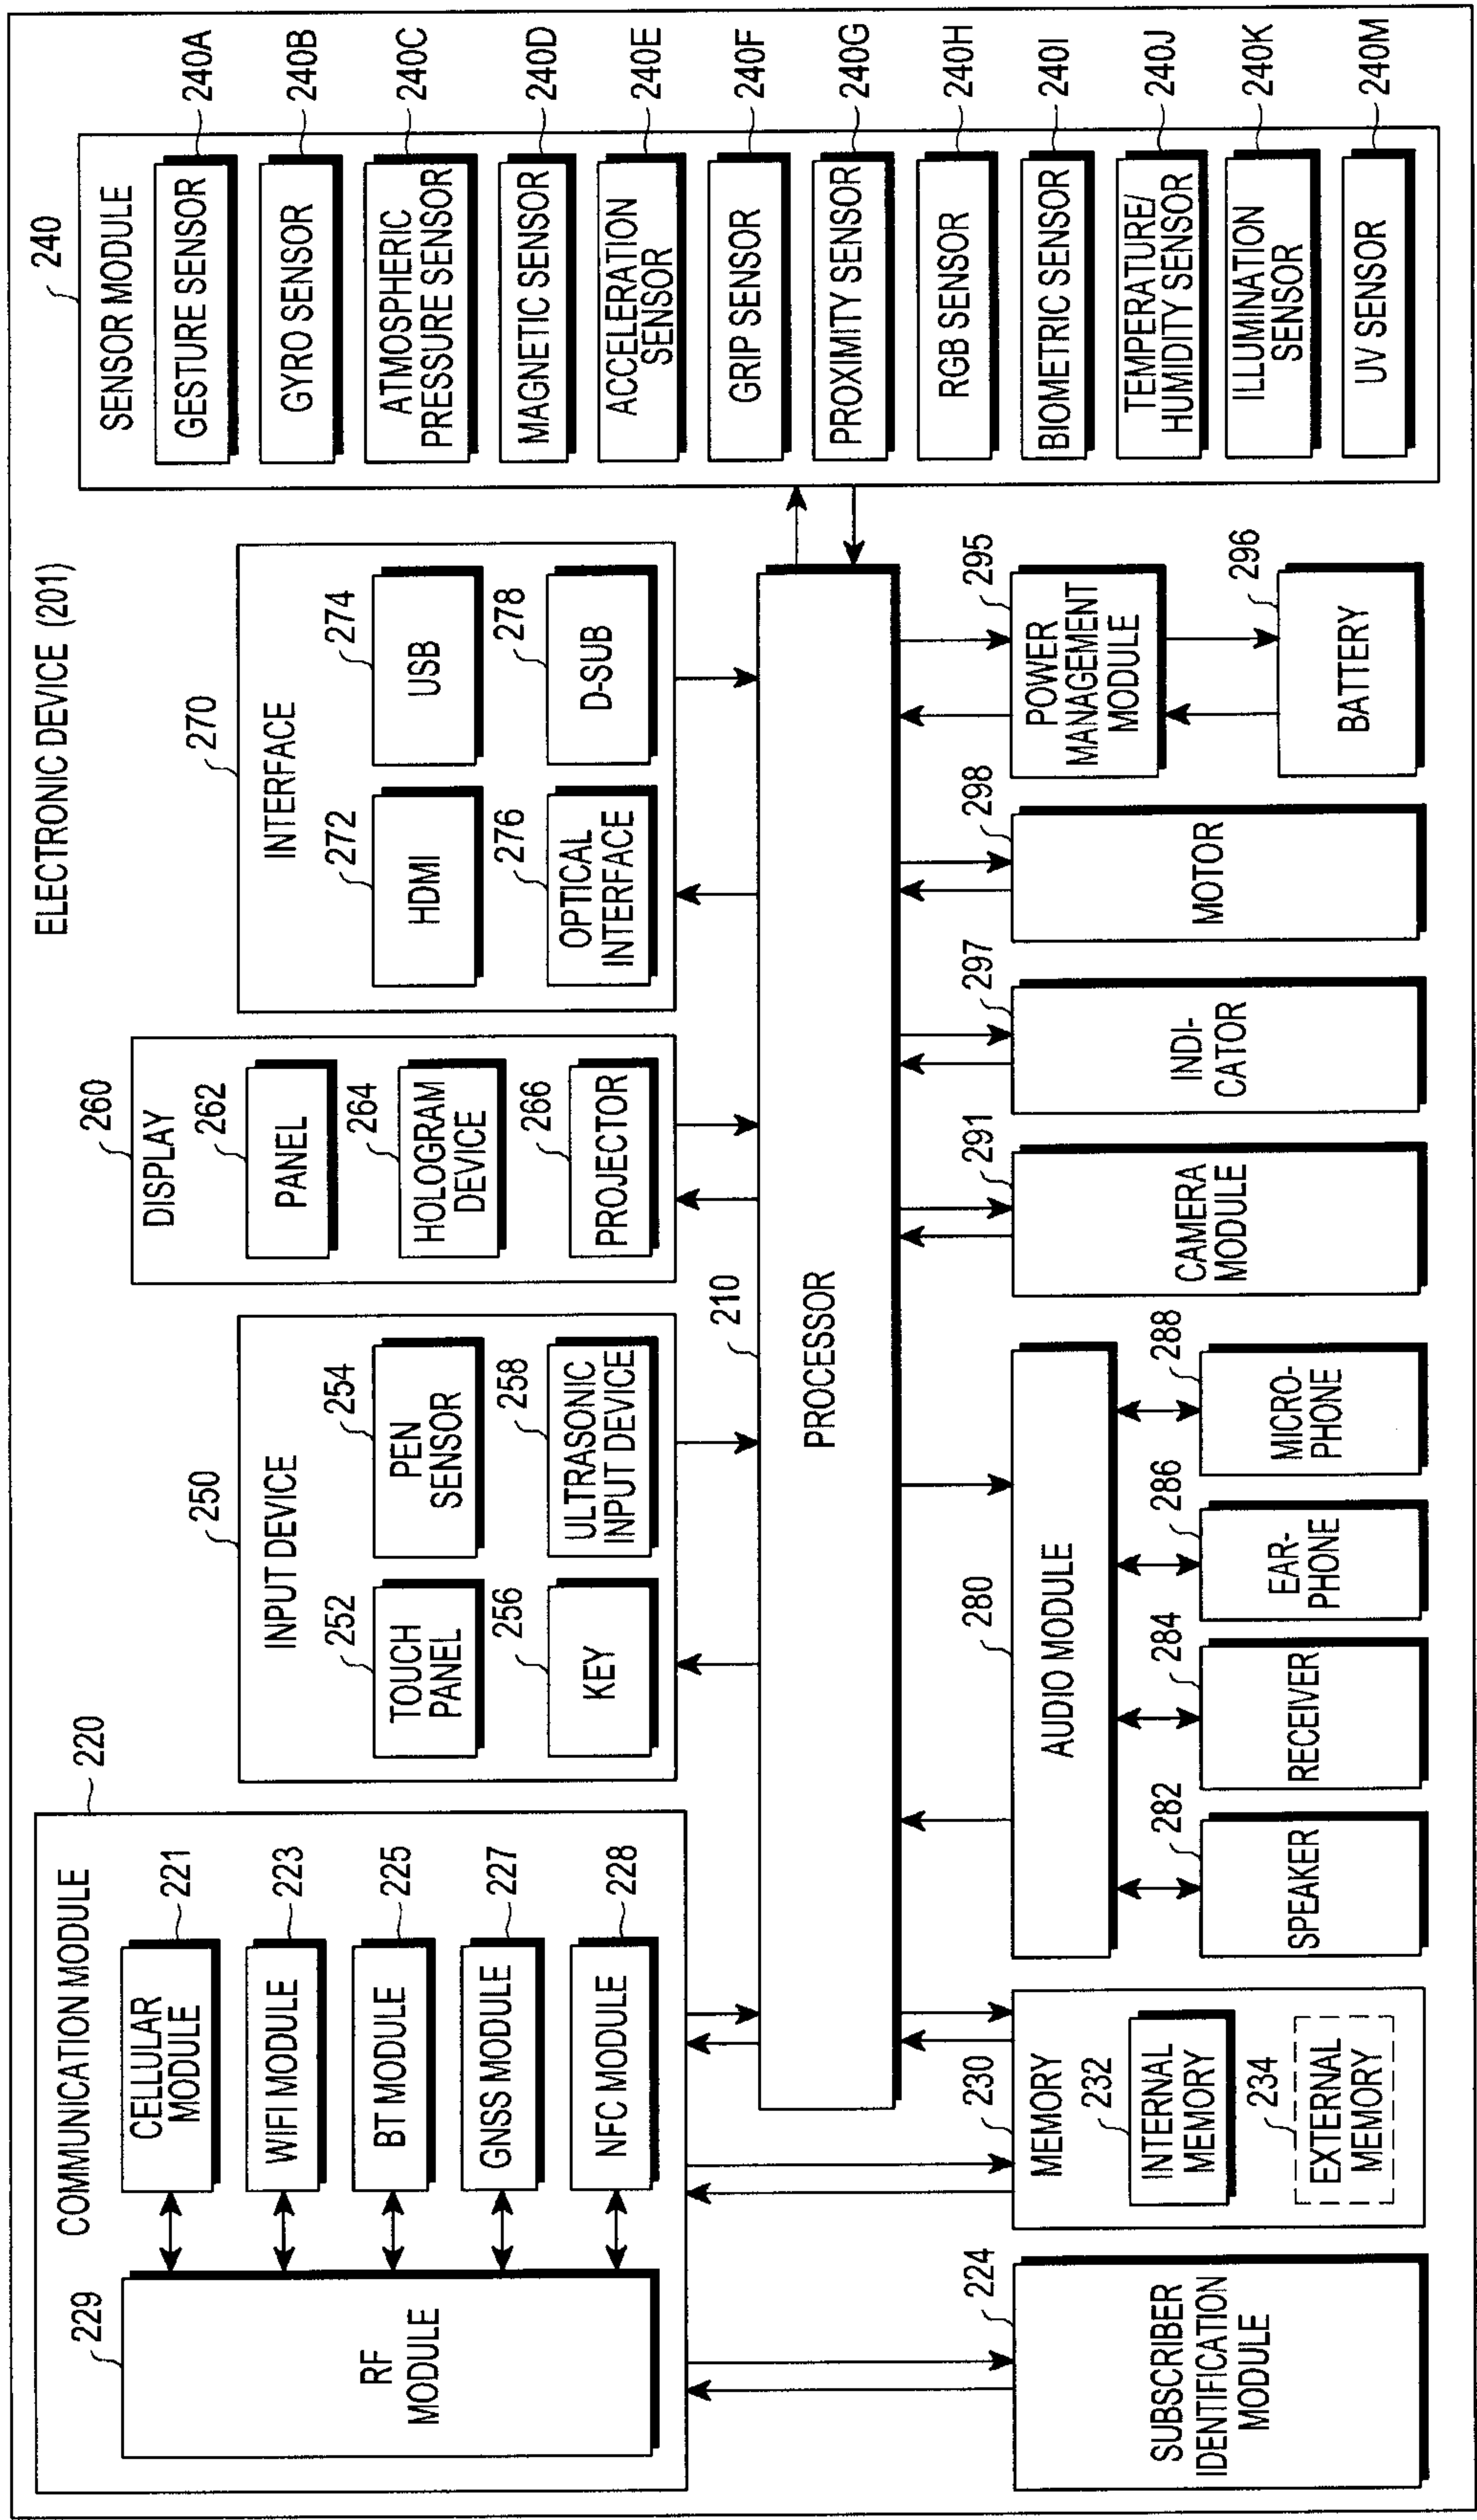 ELECTRONIC DEVICE (201)
220
COMMUNICATION MODULE
229
RF
MODULE
CELLULAR
MODULE
221
WIFI MODULE
223
BT MODULE
225
GNSS MODULE
227
NFC MODULE
228
250
INPUT DEVICE
252
TOUCH
PANEL
254
PEN
SENSOR
256
KEY
258
ULTRASONIC
INPUT DEVICE
260
DISPLAY
262
PANEL
264
HOLOGRAM
DEVICE
266
PROJECTOR
270
INTERFACE
272
HDMI
274
USB
276
OPTICAL
INTERFACE
278
D-SUB
240
SENSOR MODULE
GESTURE SENSOR
240A
GYRO SENSOR
240B
ATMOSPHERIC
PRESSURE SENSOR
240C
MAGNETIC SENSOR
240D
ACCELERATION
SENSOR
240E
GRIP SENSOR
240F
PROXIMITY SENSOR
240G
RGB SENSOR
240H
BIOMETRIC SENSOR
240I
TEMPERATURE/
HUMIDITY SENSOR
240J
ILLUMINATION
SENSOR
240K
UV SENSOR
240M
210
PROCESSOR
224
SUBSCRIBER
IDENTIFICATION
MODULE
230
MEMORY
232
INTERNAL
MEMORY
234
EXTERNAL
MEMORY
280
AUDIO MODULE
282
SPEAKER
284
RECEIVER
286
EAR-
PHONE
288
MICRO-
PHONE
291
CAMERA
MODULE
297
INDI-
CATOR
298
MOTOR
295
POWER
MANAGEMENT
MODULE
296
BATTERY